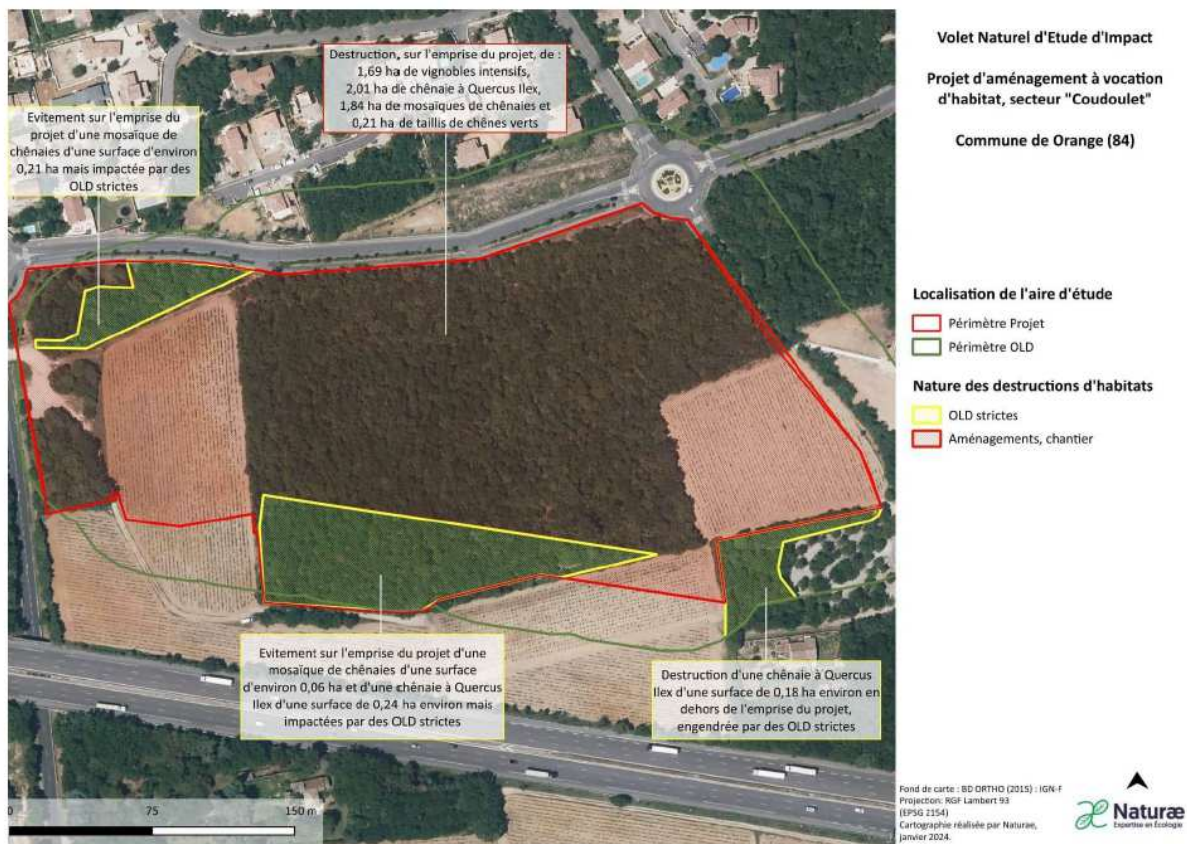 Volet Naturel d'Etude d'Impact
Projet d'aménagement à vocation
d'habitat, secteur "Coudoulet"
Commune de Orange (84)
Destruction, sur l'emprise du projet, de :
1,69 ha de vignobles intensifs,
2,01 ha de chênaie à Quercus Ilex,
1,84 ha de mosaïques de chênaies et
0,21 ha de taillis de chênes verts
Evitement sur l'emprise du
projet d'une mosaïque de
chênaies d'une surface d'environ
0,21 ha mais impactée par des
OLD strictes
Localisation de l'aire d'étude
Périmètre Projet
Périmètre OLD
Nature des destructions d'habitats
OLD strictes
Aménagements, chantier
Evitement sur l'emprise du projet d'une
mosaïque de chênaies d'une surface
d'environ 0,06 ha et d'une chênaie à Quercus
Ilex d'une surface de 0,24 ha environ mais
impactées par des OLD strictes
Destruction d'une chênaie à Quercus
Ilex d'une surface de 0,18 ha environ en
dehors de l'emprise du projet,
engendrée par des OLD strictes
0 75 150 m
Fond de carte : BD ORTHO (2015) : IGN-F
Projection: RGF Lambert 93
(EPSG 2154)
Cartographie réalisée par Naturae,
janvier 2024.
Naturæ
Expertise en Écologie